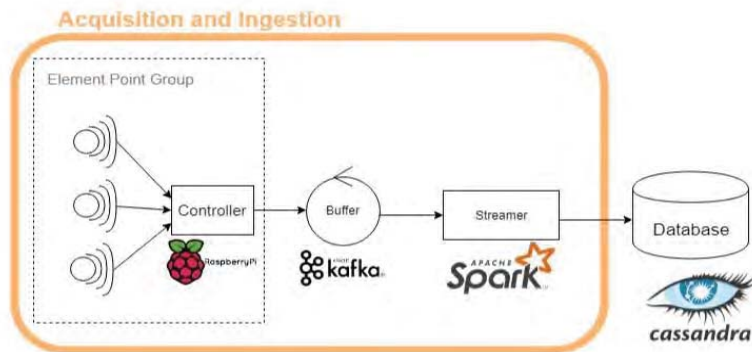 Acquisition and Ingestion
Element Point Group
Controller
RaspberryPi
Buffer
kafka
Streamer
APACHE
Spark
Database
cassandra